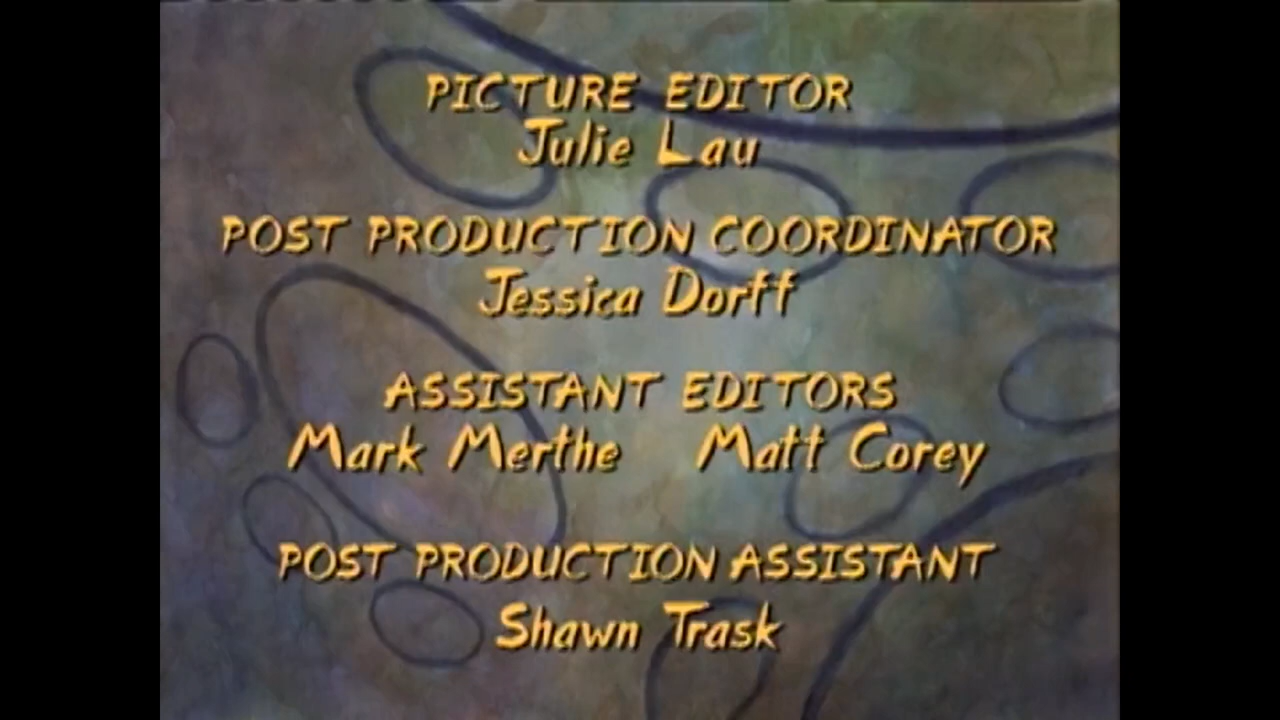 PICTURE EDITOR
Julie Lau
POST PRODUCTION COORDINATOR
Jessica Dorff
ASSISTANT EDITORS
Mark Merthe Matt Corey
POST PRODUCTION ASSISTANT
Shawn Trask